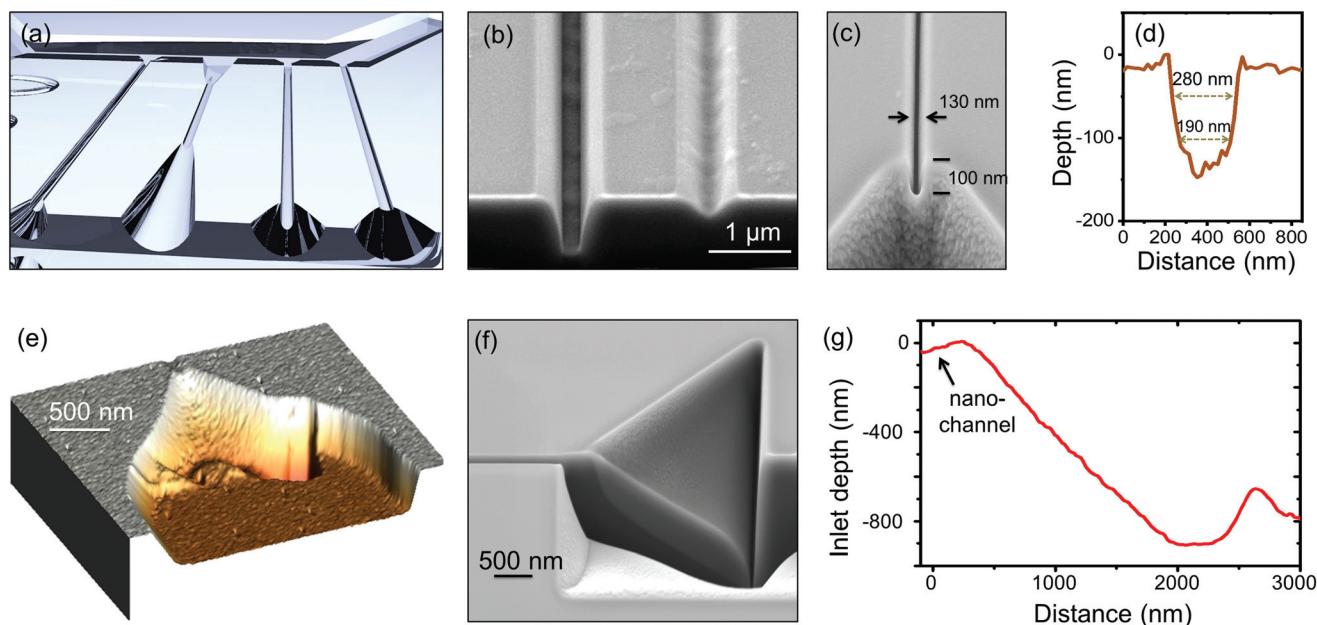 (a)
(b)
1 μm
(c)
130 nm
100 nm
(d)
Depth (nm)
0
-100
-200
280 nm
190 nm
0 200 400 600 800
Distance (nm)
(e)
500 nm
(f)
500 nm
(g)
Inlet depth (nm)
0
-400
-800
nano-
channel
0 1000 2000 3000
Distance (nm)